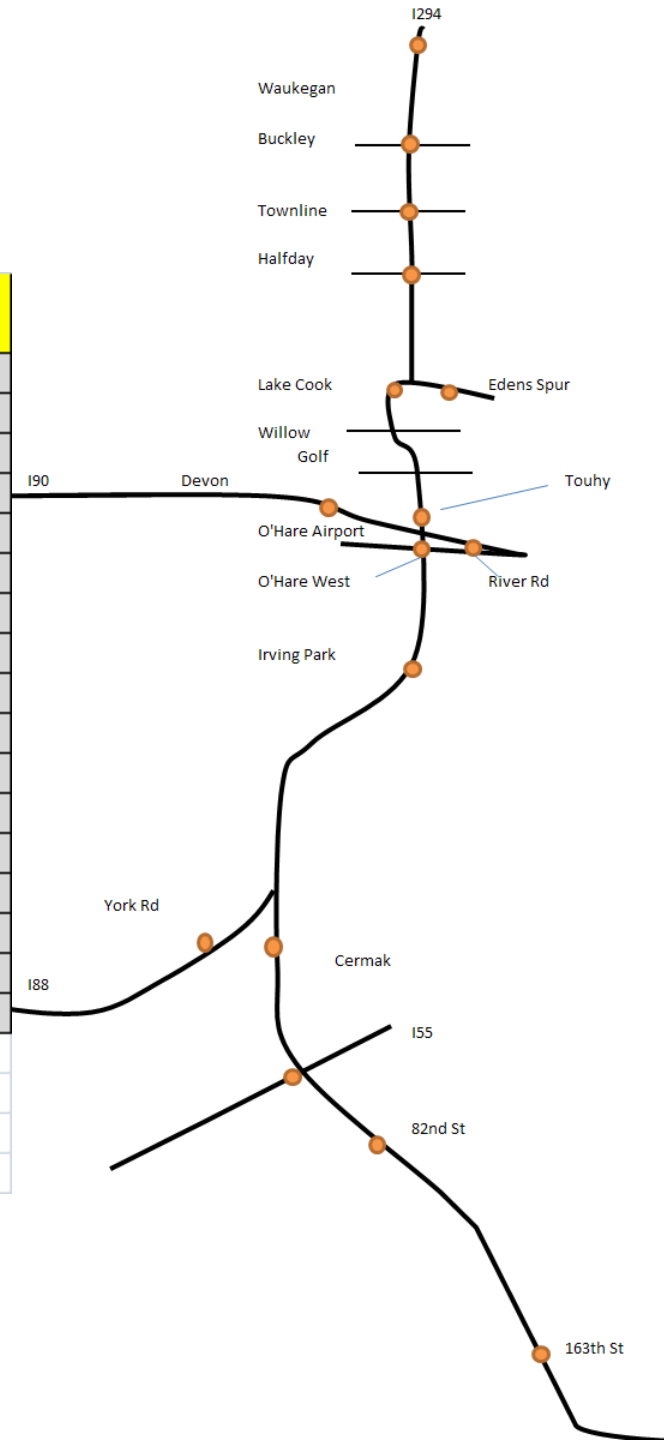 I294
Waukegan
Buckley
Townline
Halfday
Lake Cook
Edens Spur
Willow
Golf
I90
Devon
Touhy
O'Hare Airport
O'Hare West
River Rd
Irving Park
York Rd
Cermak
I88
I55
82nd St
163th St